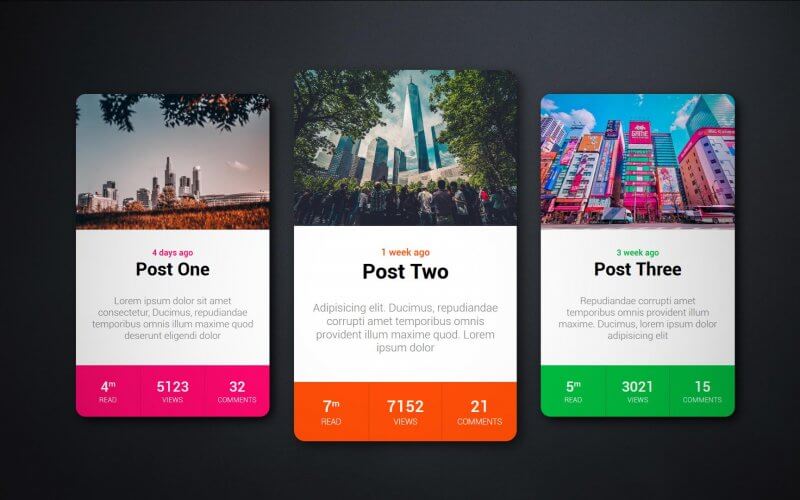 4 days ago
Post One
Lorem ipsum dolor sit amet
consectetur, Ducimus, repudiandae
temporibus omnis illum maxime quod
deserunt eligendi dolor
4m
READ
5123
VIEWS
32
COMMENTS
1 week ago
Post Two
Adipisicing elit. Ducimus, repudiandae
corrupti amet temporibus omnis
provident illum maxime quod. Lorem
ipsum dolor
7m
READ
7152
VIEWS
21
COMMENTS
3 week ago
Post Three
Repudiandae corrupti amet
temporibus omnis provident illum
maxime. Ducimus, lorem ipsum dolor
adipisicing elit
5m
READ
3021
VIEWS
15
COMMENTS